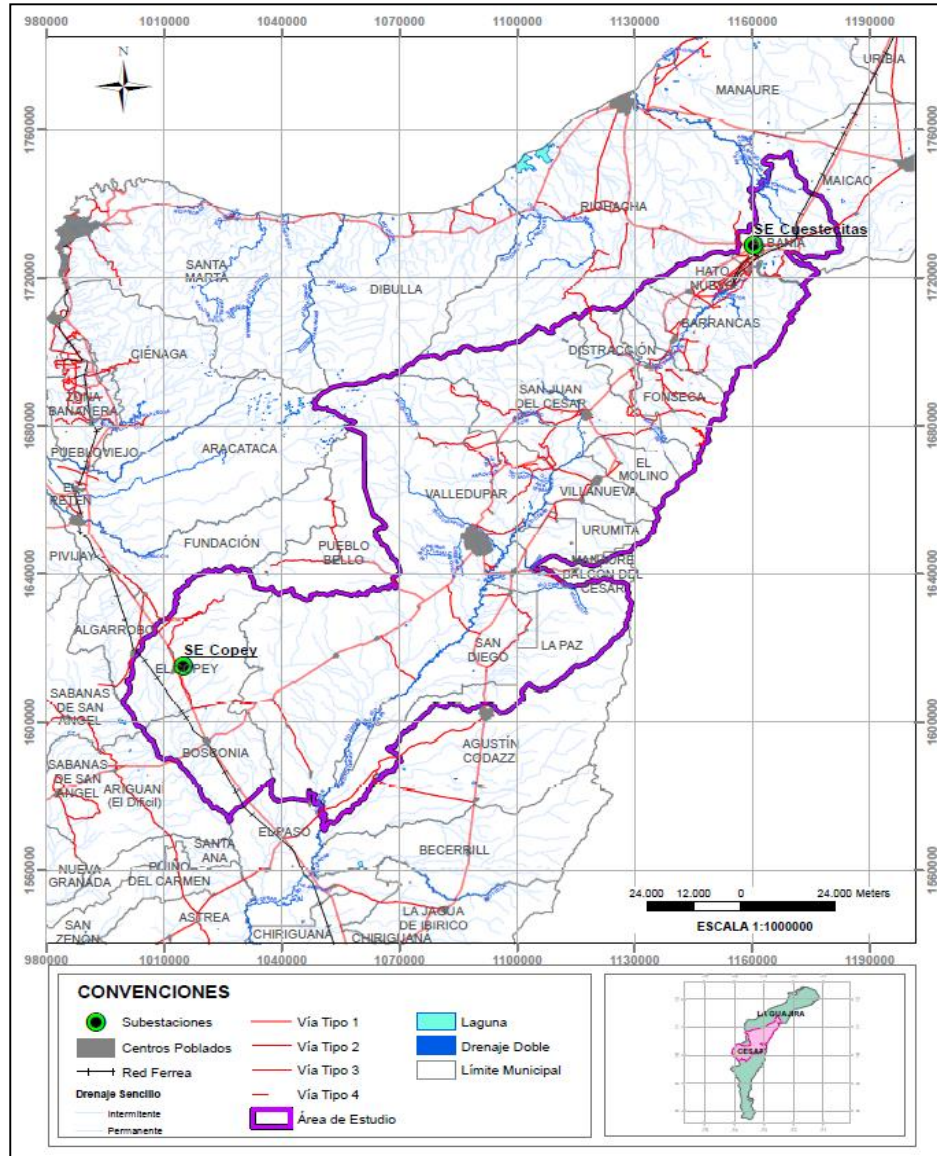 980000 1010000 1040000 1070000 1100000 1130000 1160000 1190000
N
URIBIA
MANAURE
1760000 1760000
MAICAO
RIOHACHA
SE Cuestecitas
SANTA
MARTA
DIBULLA
HATO
1720000 1720000
BARRANCAS
CIÉNAGA
DISTRACCIÓN
SAN JUAN
DEL CESAR
FONSECA
ZONA
BANANERA
1680000 1680000
PUEBLOVIEJO
ARACATACA
EL
MOLINO
VALLEDUPAR
VILLANUEVA
URUMITA
PIVIJAY
FUNDACIÓN
PUEBLO
BELLO
BALCON DEL
CESAR
1640000 1640000
ALGARROBO
SE Copey
SAN
DIEGO
LA PAZ
SABANAS
DE SAN
ANGEL
1600000 1600000
BOSCONIA
AGUSTÍN
CODAZZI
SABANAS
DE SAN
ANGEL
ARIGUANÍ
(El Dificil)
EL PASO
SANTA
ANA
BECERRILL
NUEVA
GRANADA
DEL CARMEN
1560000 1560000
24.000 12.000 0 24.000 Meters
ESCALA 1:1000000
ASTREA
LA JAGUA
DE IBIRICO
SAN
ZENÓN
CHIRIGUANÁ
CHIRIGUANÁ
980000 1010000 1040000 1070000 1100000 1130000 1160000 1190000
CONVENCIONES
Subestaciones
Centros Poblados
Red Ferrea
Drenaje Sencillo
Intermitente
Permanente
Vía Tipo 1
Vía Tipo 2
Vía Tipo 3
Vía Tipo 4
Área de Estudio
Laguna
Drenaje Doble
Límite Municipal
LA GUAJIRA
CESAR